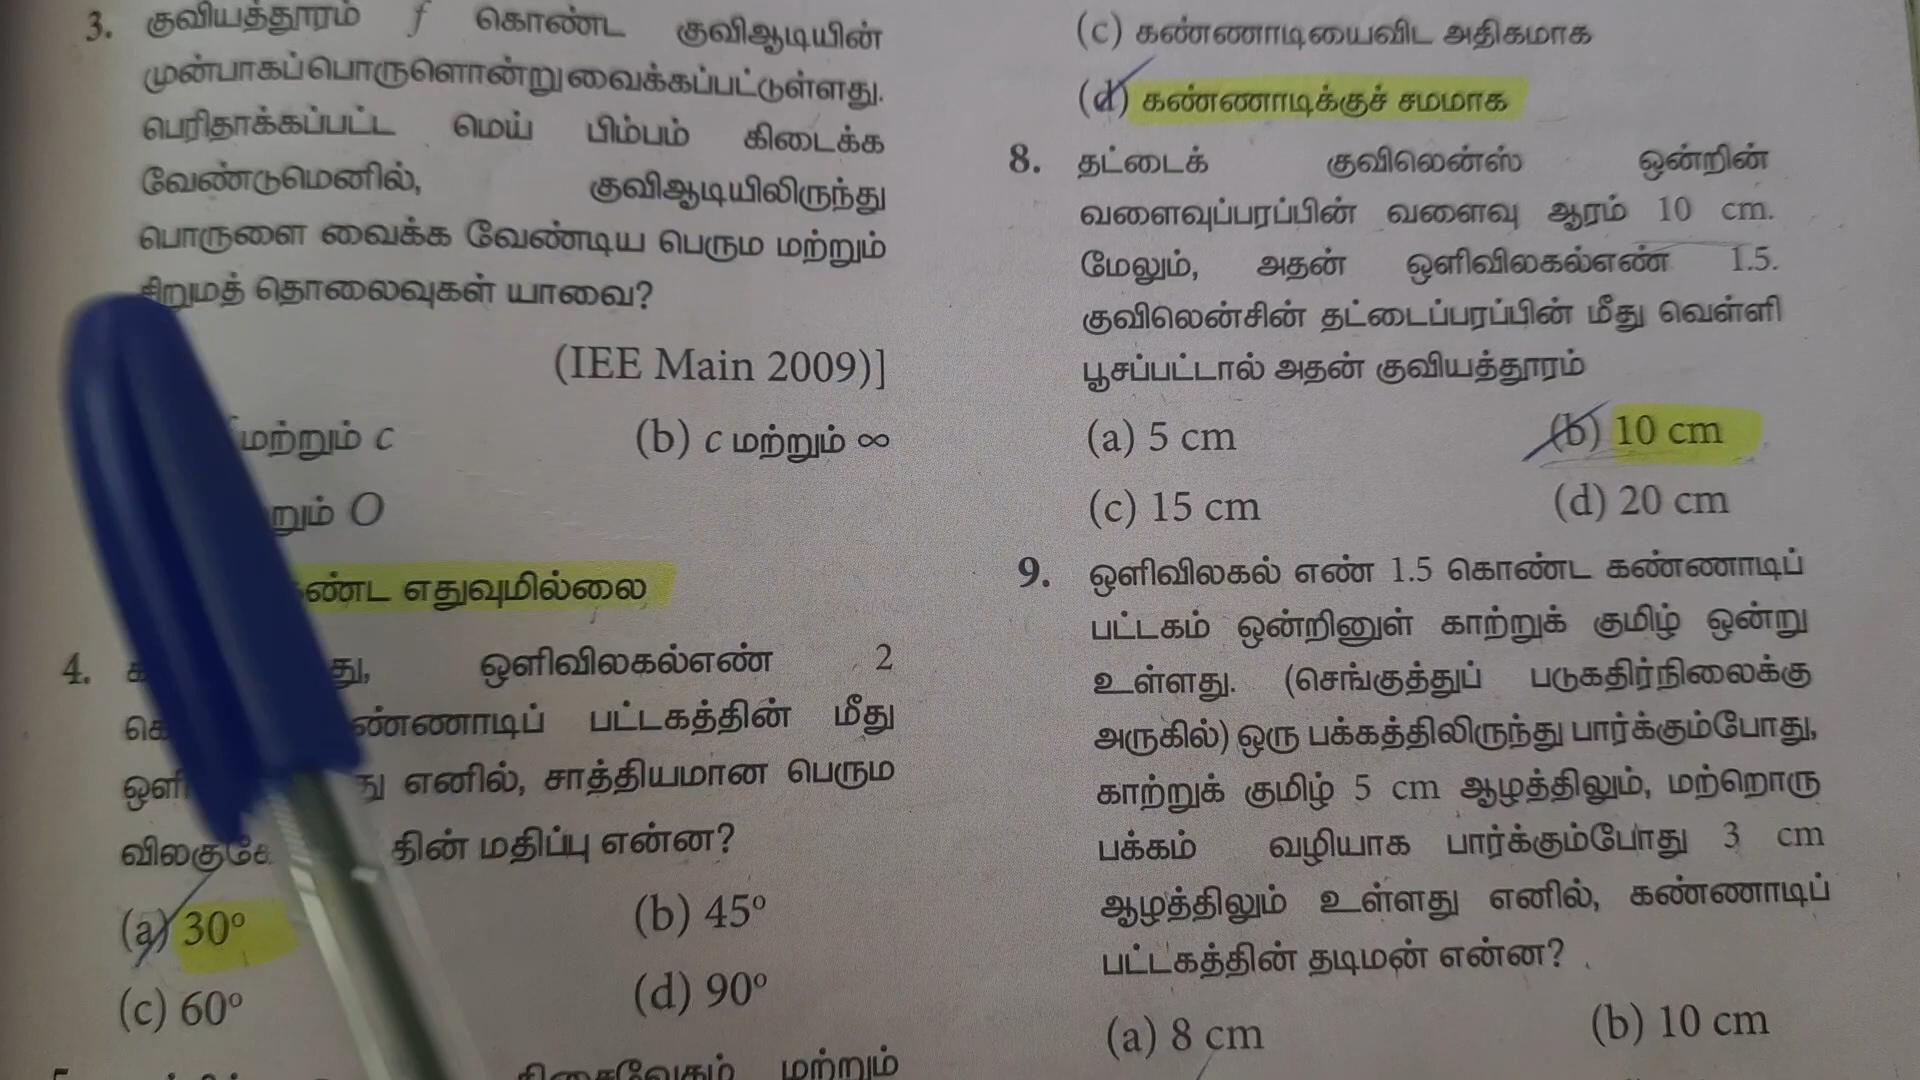 3. குவியத்தூரம் f கொண்ட குவிஆடியின்
முன்பாகப் பொருளொன்று வைக்கப்பட்டுள்ளது.
பெரிதாக்கப்பட்ட மெய் பிம்பம் கிடைக்க
வேண்டுமெனில், குவிஆடியிலிருந்து
பொருளை வைக்க வேண்டிய பெரும மற்றும்
சிறுமத் தொலைவுகள் யாவை?
(IEE Main 2009)]
மற்றும் c (b) c மற்றும் ∞
றும் O
ண்ட எதுவுமில்லை
4. து, ஒளிவிலகல்எண் 2
ண்ணாடிப் பட்டகத்தின் மீது
ஒளி து எனில், சாத்தியமான பெரும
விலகுகோ தின் மதிப்பு என்ன?
(a) 30° (b) 45°
(c) 60° (d) 90°
திசைவேகம் மற்றும்
(c) கண்ணாடியைவிட அதிகமாக
(d) கண்ணாடிக்குச் சமமாக
8. தட்டைக் குவிலென்ஸ் ஒன்றின்
வளைவுப்பரப்பின் வளைவு ஆரம் 10 cm.
மேலும், அதன் ஒளிவிலகல்எண் 1.5.
குவிலென்சின் தட்டைப்பரப்பின் மீது வெள்ளி
பூசப்பட்டால் அதன் குவியத்தூரம்
(a) 5 cm (b) 10 cm
(c) 15 cm (d) 20 cm
9. ஒளிவிலகல் எண் 1.5 கொண்ட கண்ணாடிப்
பட்டகம் ஒன்றினுள் காற்றுக் குமிழ் ஒன்று
உள்ளது. (செங்குத்துப் படுகதிர்நிலைக்கு
அருகில்) ஒரு பக்கத்திலிருந்து பார்க்கும்போது,
காற்றுக் குமிழ் 5 cm ஆழத்திலும், மற்றொரு
பக்கம் வழியாக பார்க்கும்போது 3 cm
ஆழத்திலும் உள்ளது எனில், கண்ணாடிப்
பட்டகத்தின் தடிமன் என்ன?
(a) 8 cm (b) 10 cm